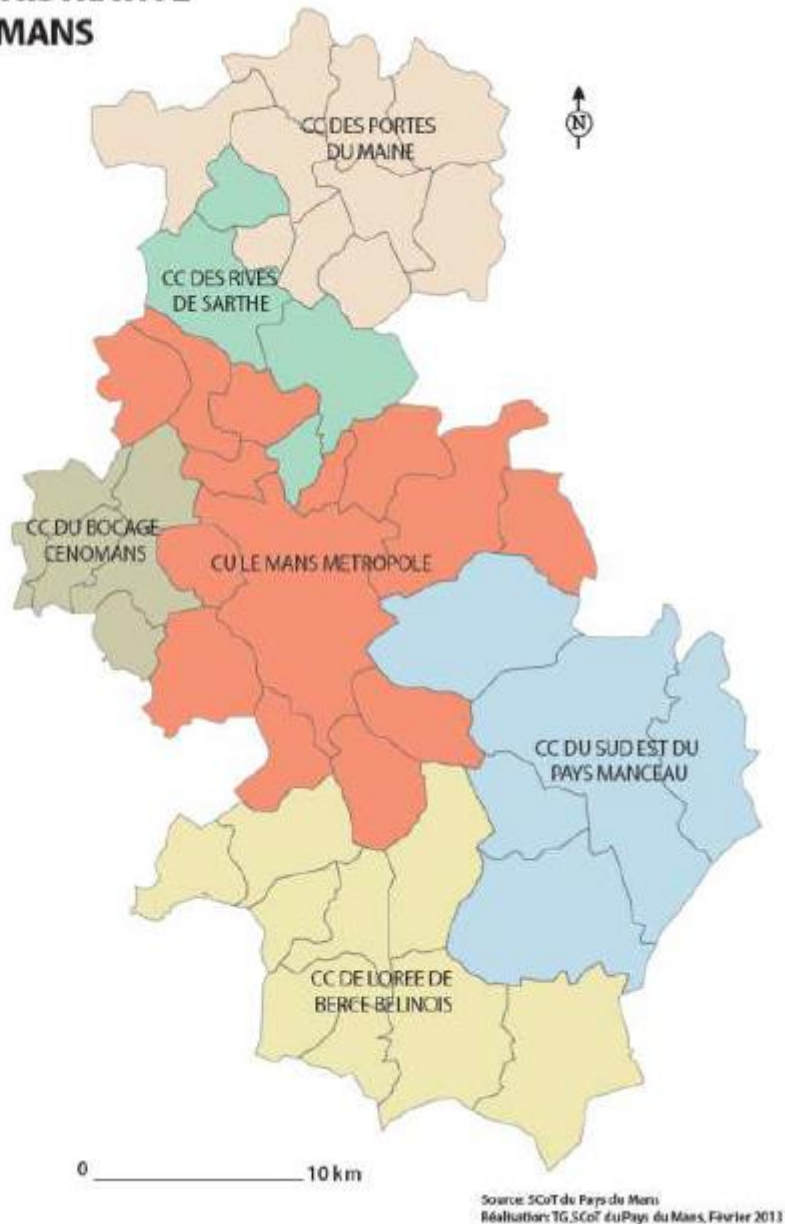 MANS
N
CC DES PORTES
DU MAINE
CC DES RIVES
DE SARTHE
CC DU BOCAGE
CENOMANS
CU LE MANS METROPOLE
CC DU SUD EST DU
PAYS MANCEAU
CC DE L'OREE DE
BERCE BELINOIS
0
10 km
Source: SCoT du Pays du Mans
Réalisation: TG, SCoT du Pays du Mans, Février 2013